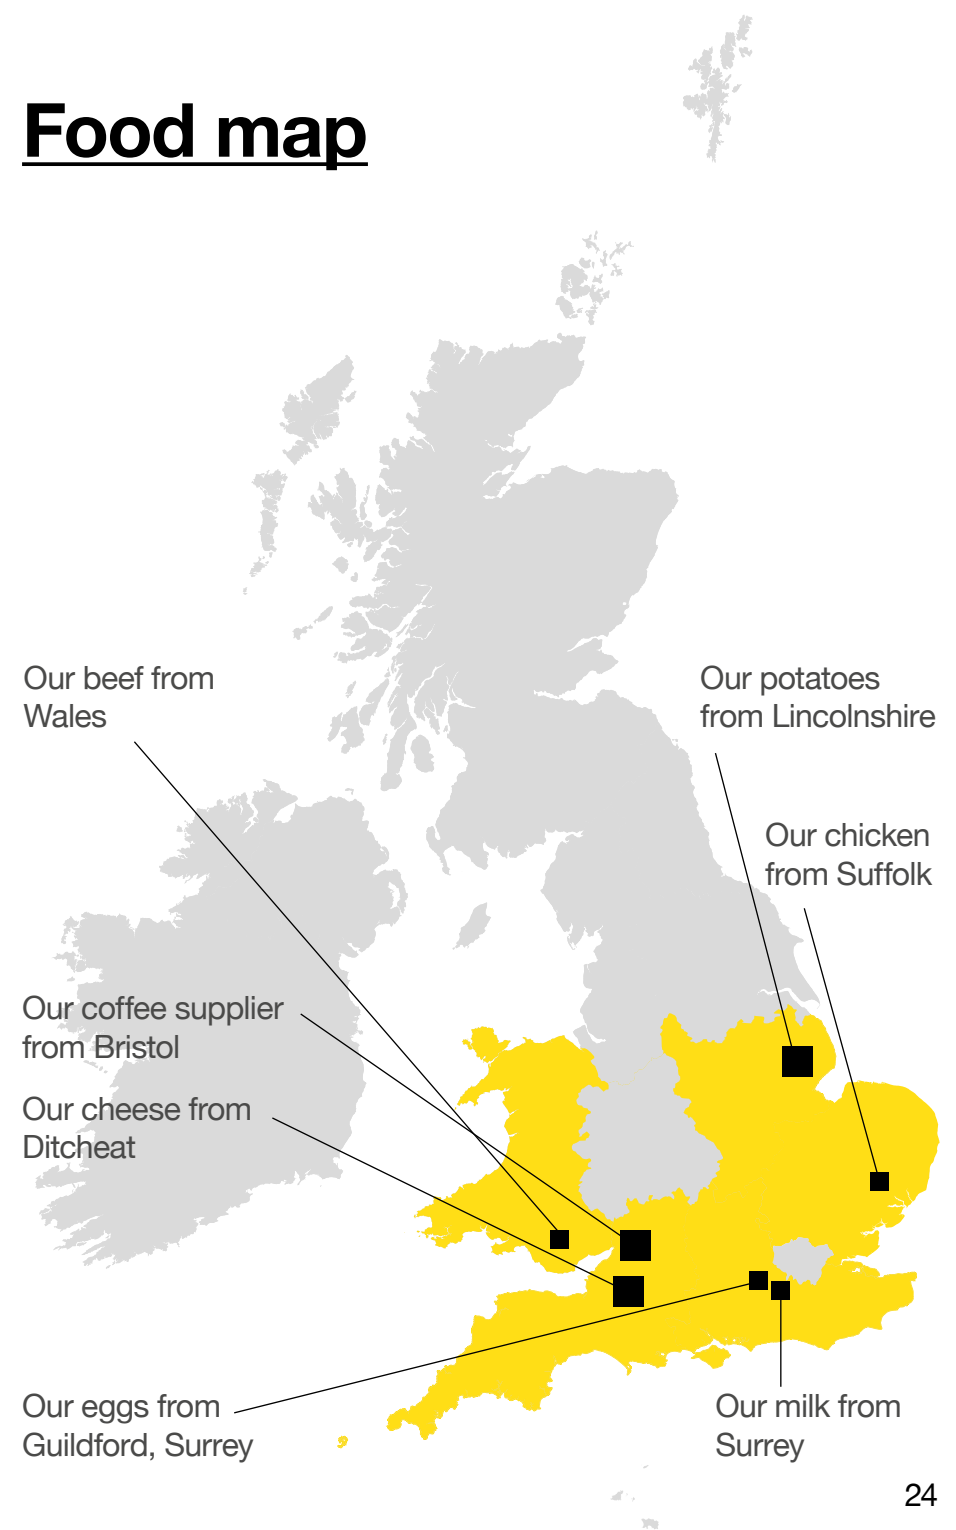 Food map
Our beef from
Wales
Our potatoes
from Lincolnshire
Our chicken
from Suffolk
Our coffee supplier
from Bristol
Our cheese from
Ditcheat
Our eggs from
Guildford, Surrey
Our milk from
Surrey
24